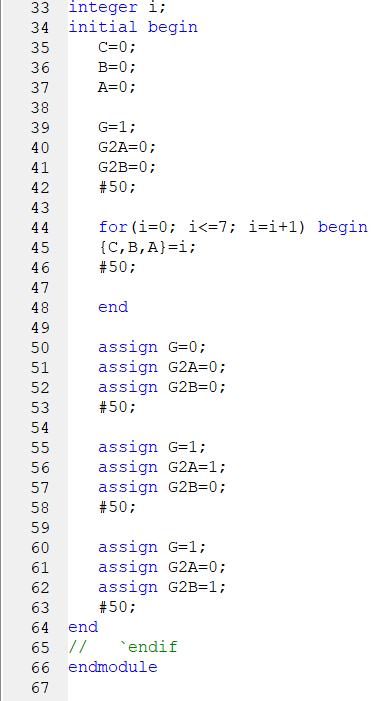 33 integer i;
34 initial begin
35    C=0;
36    B=0;
37    A=0;
38
39    G=1;
40    G2A=0;
41    G2B=0;
42    #50;
43
44    for(i=0; i<=7; i=i+1) begin
45    {C,B,A}=i;
46    #50;
47
48    end
49
50    assign G=0;
51    assign G2A=0;
52    assign G2B=0;
53    #50;
54
55    assign G=1;
56    assign G2A=1;
57    assign G2B=0;
58    #50;
59
60    assign G=1;
61    assign G2A=0;
62    assign G2B=1;
63    #50;
64 end
65 //   `endif
66 endmodule
67